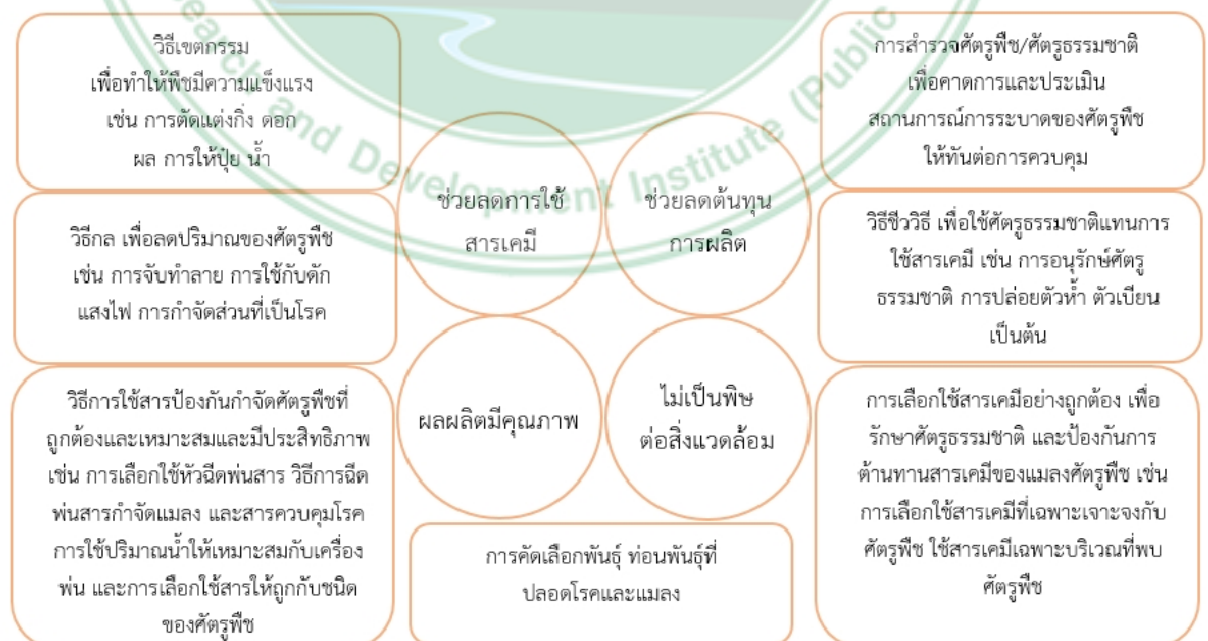 วิธีเขตกรรม
เพื่อทำให้พืชมีความแข็งแรง
เช่น การตัดแต่งกิ่ง ดอก
ผล การให้ปุ๋ย น้ำ
วิธีกล เพื่อลดปริมาณของศัตรูพืช
เช่น การจับทำลาย การใช้กับดัก
แสงไฟ การกำจัดส่วนที่เป็นโรค
วิธีการใช้สารป้องกันกำจัดศัตรูพืชที่
ถูกต้องและเหมาะสมและมีประสิทธิภาพ
เช่น การเลือกใช้หัวฉีดพ่นสาร วิธีการฉีด
พ่นสารกำจัดแมลง และสารควบคุมโรค
การใช้ปริมาณน้ำให้เหมาะสมกับเครื่อง
พ่น และการเลือกใช้สารให้ถูกกับชนิด
ของศัตรูพืช
ช่วยลดการใช้
สารเคมี
ช่วยลดต้นทุน
การผลิต
ผลผลิตมีคุณภาพ
ไม่เป็นพิษ
ต่อสิ่งแวดล้อม
การคัดเลือกพันธุ์ ท่อนพันธุ์ที่
ปลอดโรคและแมลง
การสำรวจศัตรูพืช/ศัตรูธรรมชาติ
เพื่อคาดการและประเมิน
สถานการณ์การระบาดของศัตรูพืช
ให้ทันต่อการควบคุม
วิธีชีววิธี เพื่อใช้ศัตรูธรรมชาติแทนการ
ใช้สารเคมี เช่น การอนุรักษ์ศัตรู
ธรรมชาติ การปล่อยตัวห้ำ ตัวเบียน
เป็นต้น
การเลือกใช้สารเคมีอย่างถูกต้อง เพื่อ
รักษาศัตรูธรรมชาติ และป้องกันการ
ต้านทานสารเคมีของแมลงศัตรูพืช เช่น
การเลือกใช้สารเคมีที่เฉพาะเจาะจงกับ
ศัตรูพืช ใช้สารเคมีเฉพาะบริเวณที่พบ
ศัตรูพืช
and Development Institute (Public